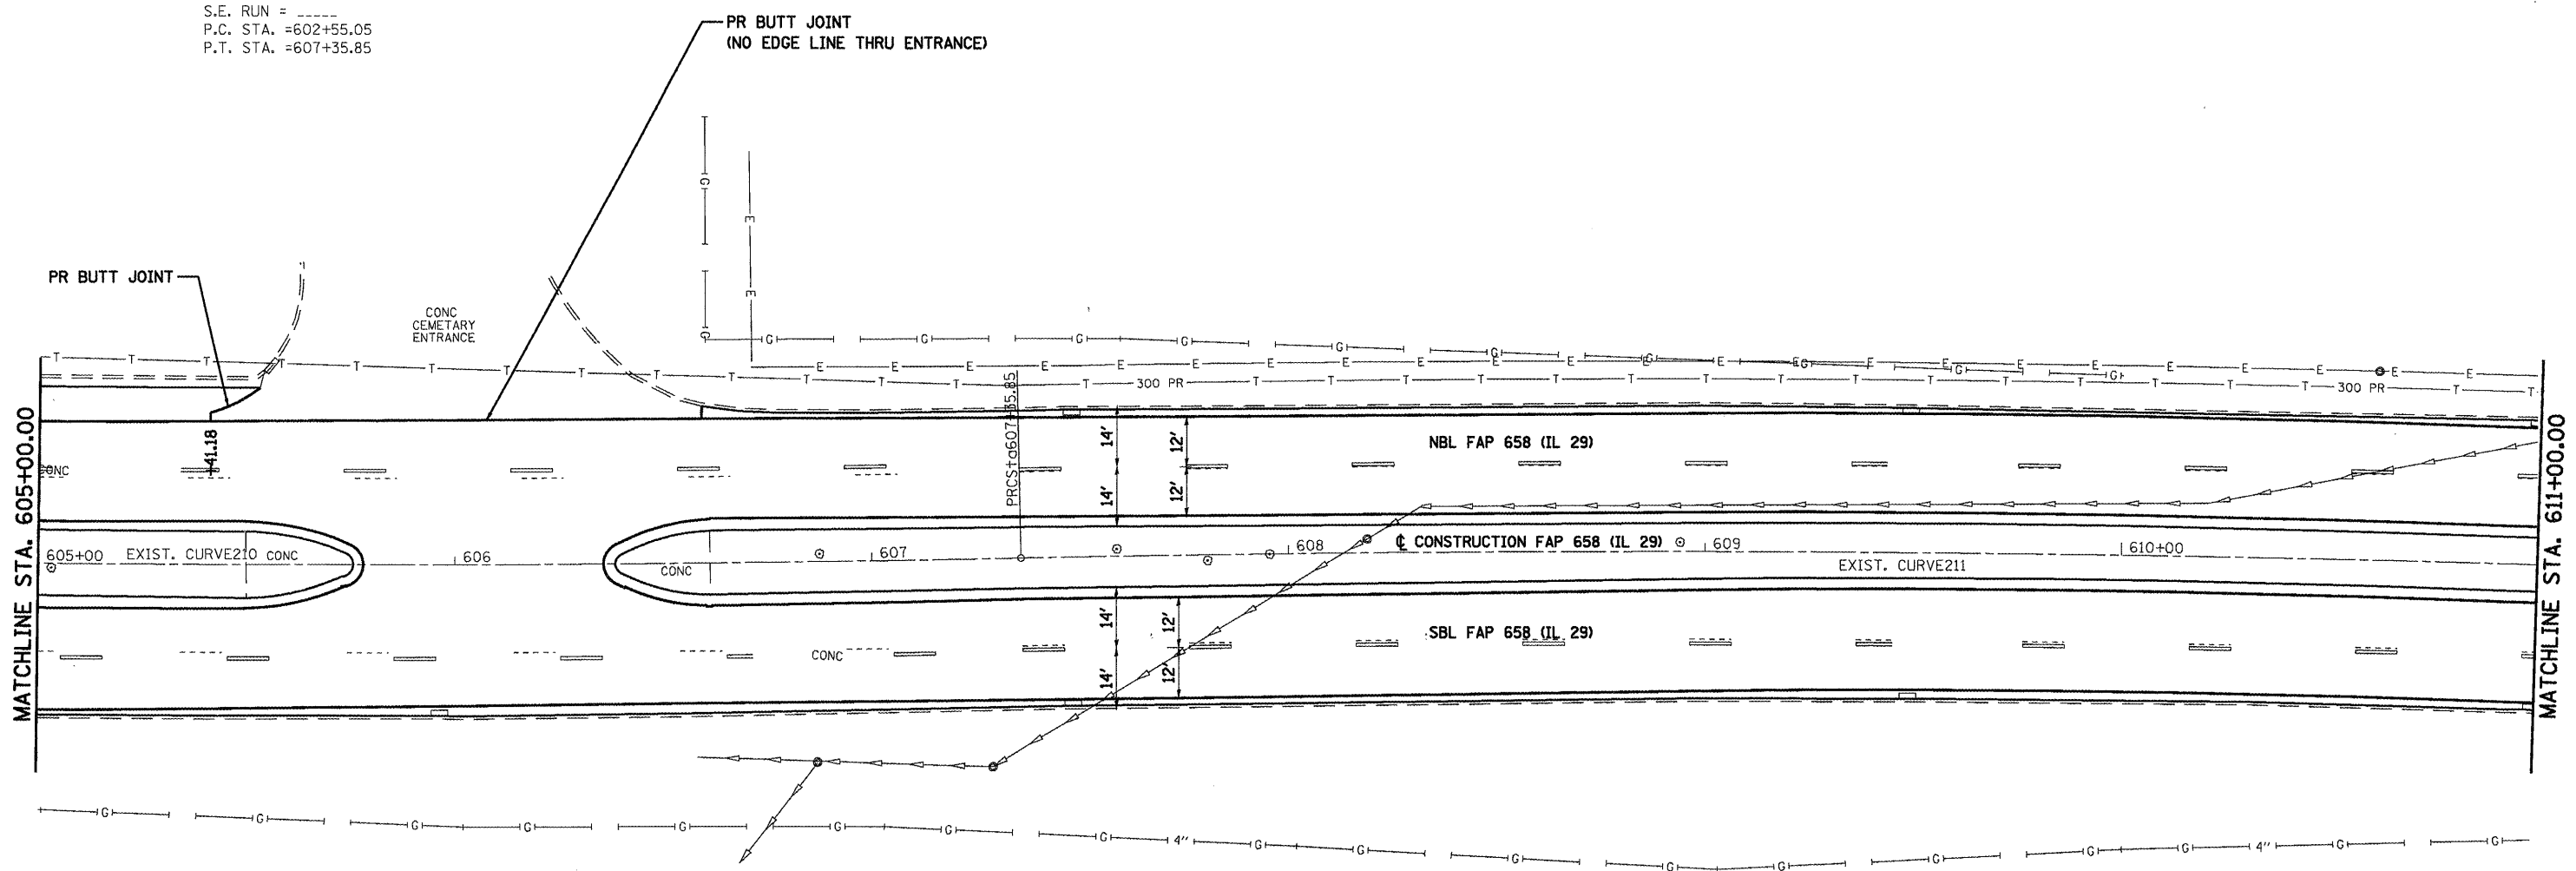 S.E. RUN = _____
P.C. STA. =602+55.05
P.T. STA. =607+35.85
PR BUTT JOINT
(NO EDGE LINE THRU ENTRANCE)
PR BUTT JOINT
CONC
CEMETARY
ENTRANCE
G
E
E
G
G
T T T T T T T T T T T T T
G G G G G G G G G G
E E E E E E E E E E E E E E E E E E E E E E
300 PR
T T T T T T T T T T T T T T T
300 PR
T T
MATCHLINE STA. 605+00.00
+41.18
CONC
PRCSta607+35.85
14'
12'
14'
12'
NBL FAP 658 (IL 29)
605+00
EXIST. CURVE210
CONC
606
CONC
607
608
℄ CONSTRUCTION FAP 658 (IL 29)
609
610+00
EXIST. CURVE211
14'
12'
14'
12'
SBL FAP 658 (IL 29)
CONC
MATCHLINE STA. 611+00.00
G G G G G G G G
4"
G G G G G G G G
4"
G G